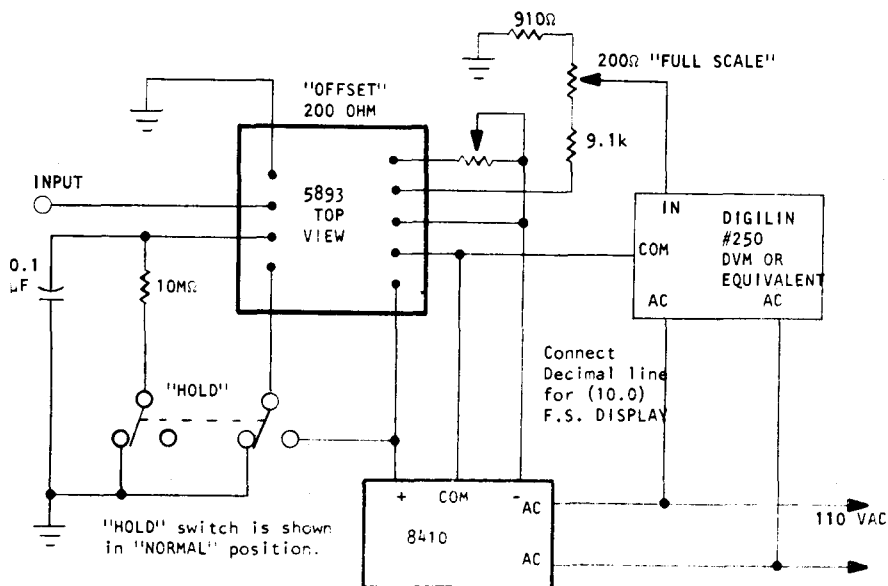 910Ω
200Ω "FULL SCALE"
"OFFSET"
200 OHM
9.1k
INPUT
5893
TOP
VIEW
IN
DIGILIN
#250
DVM OR
EQUIVALENT
COM
AC
AC
0.1
µF
10MΩ
"HOLD"
Connect
Decimal line
for (10.0)
F.S. DISPLAY
+
COM
-
AC
8410
AC
110 VAC
"HOLD" switch is shown
in "NORMAL" position.